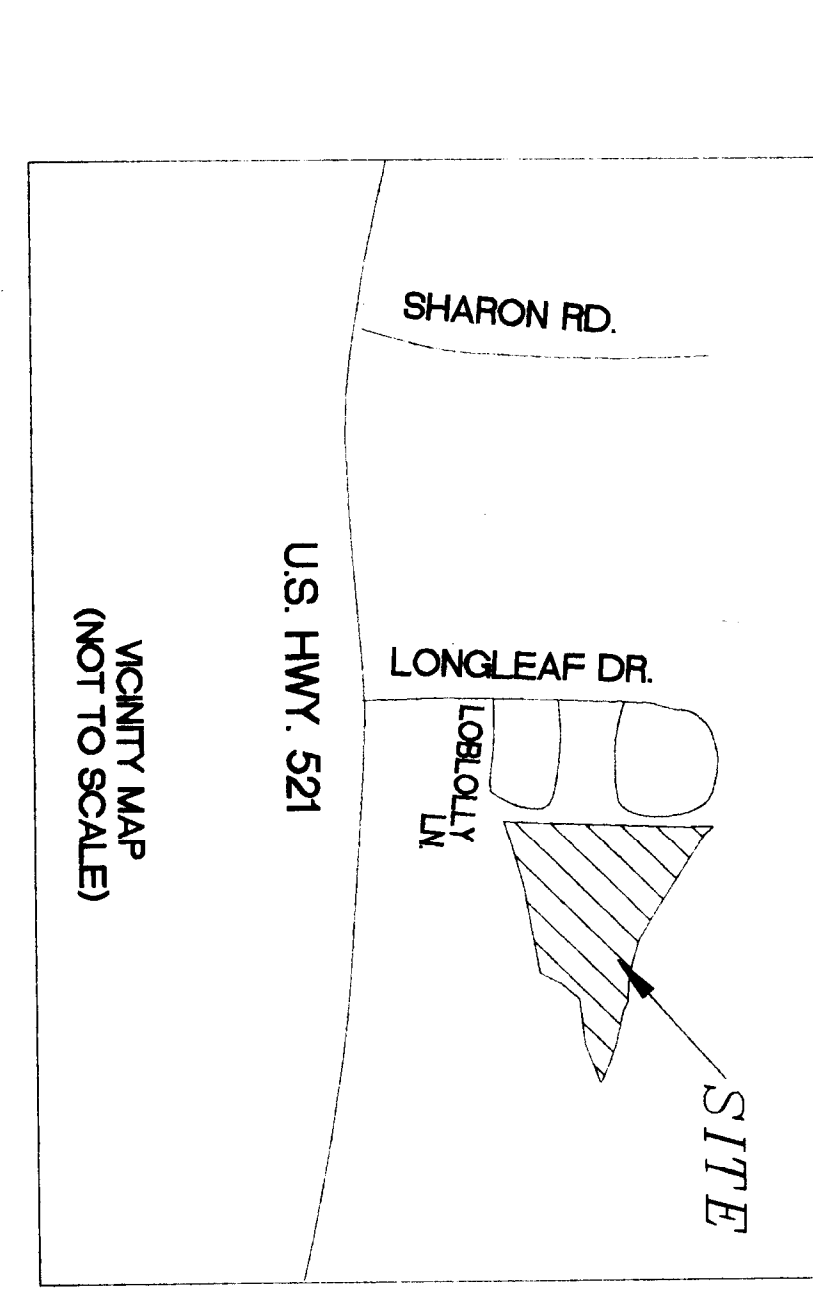 SHARON RD.
LONGLEAF DR.
LOBLOLLY
LN.
SITE
U.S. HWY. 521
VICINITY MAP
(NOT TO SCALE)